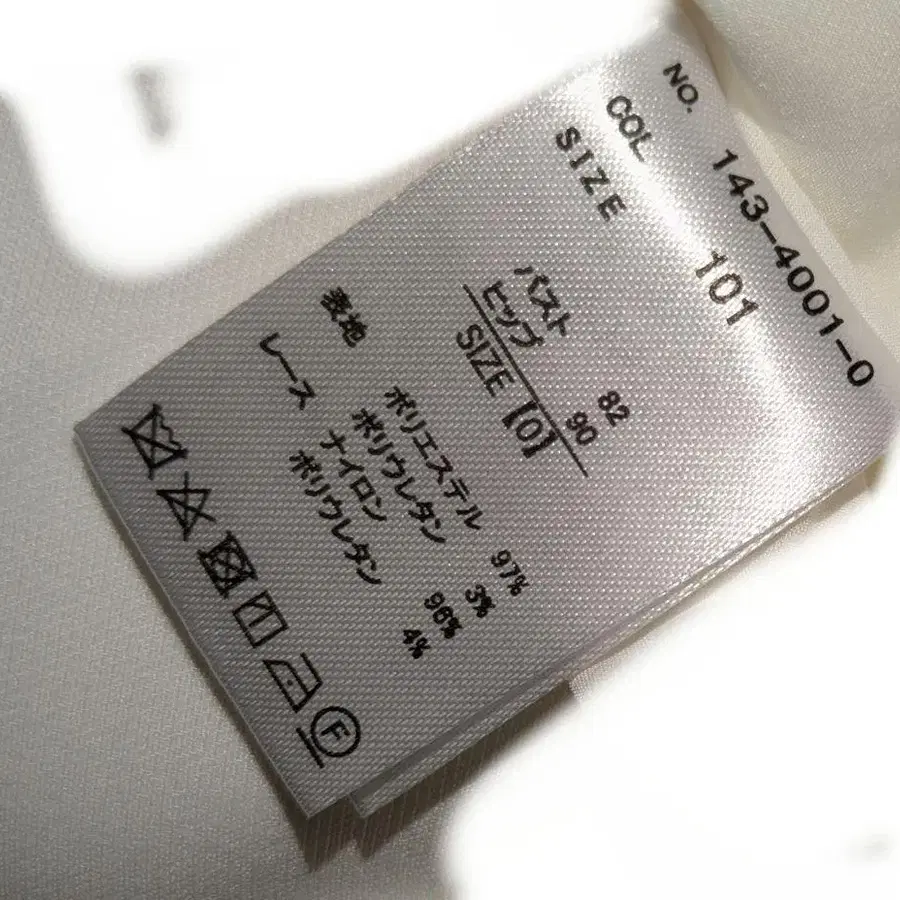 NO. 143-4001-0
COL 101
SIZE
バスト 82
ヒップ 90
SIZE【0】
表地 ポリエステル 97%
ポリウレタン 3%
レース ナイロン 96%
ポリウレタン 4%
F